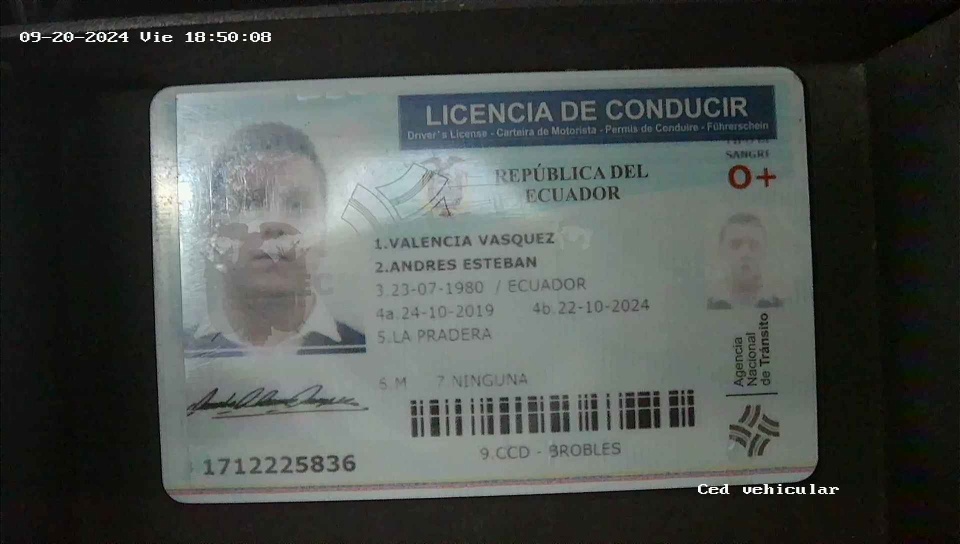 09-20-2024 Vie 18:50:08
LICENCIA DE CONDUCIR
Driver's License - Carteira de Motorista - Permis de Conduire - Führerschein
SANGRE
O+
REPÚBLICA DEL
ECUADOR
1.VALENCIA VASQUEZ
2.ANDRES ESTEBAN
3.23-07-1980 / ECUADOR
4a.24-10-2019 4b.22-10-2024
5.LA PRADERA
6.M 7.NINGUNA
9.CCD - BROBLES
1712225836
Agencia
Nacional
de Tránsito
Ced vehicular